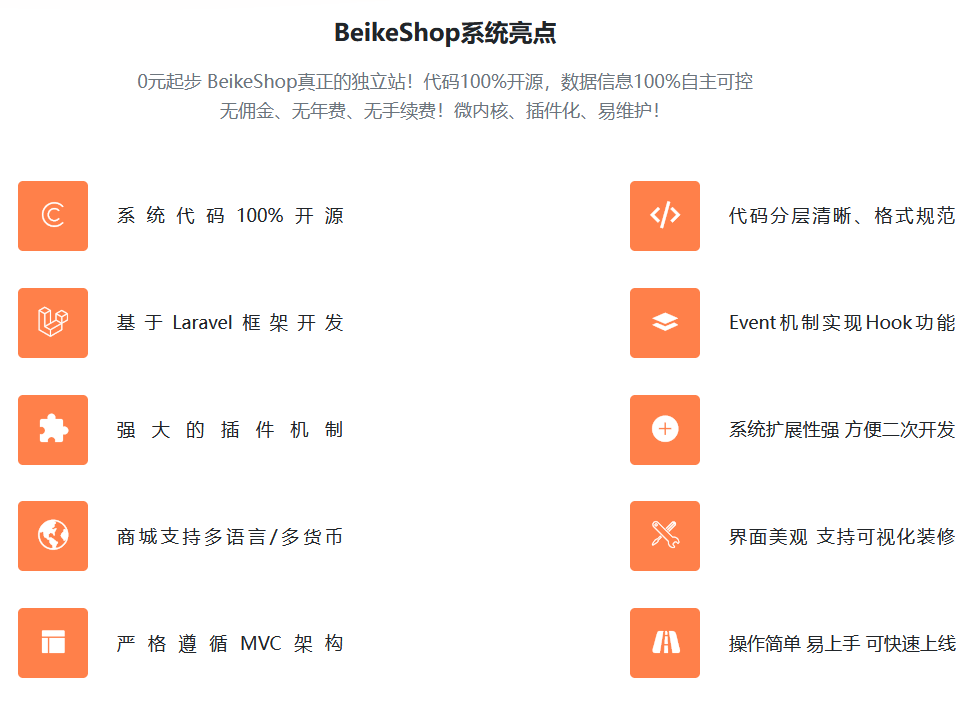 BeikeShop系统亮点
0元起步 BeikeShop真正的独立站！代码100%开源，数据信息100%自主可控
无佣金、无年费、无手续费！微内核、插件化、易维护！
系统代码 100% 开源
代码分层清晰、格式规范
基于 Laravel 框架开发
Event机制实现Hook功能
强大的插件机制
系统扩展性强 方便二次开发
商城支持多语言/多货币
界面美观 支持可视化装修
严格遵循 MVC 架构
操作简单 易上手 可快速上线